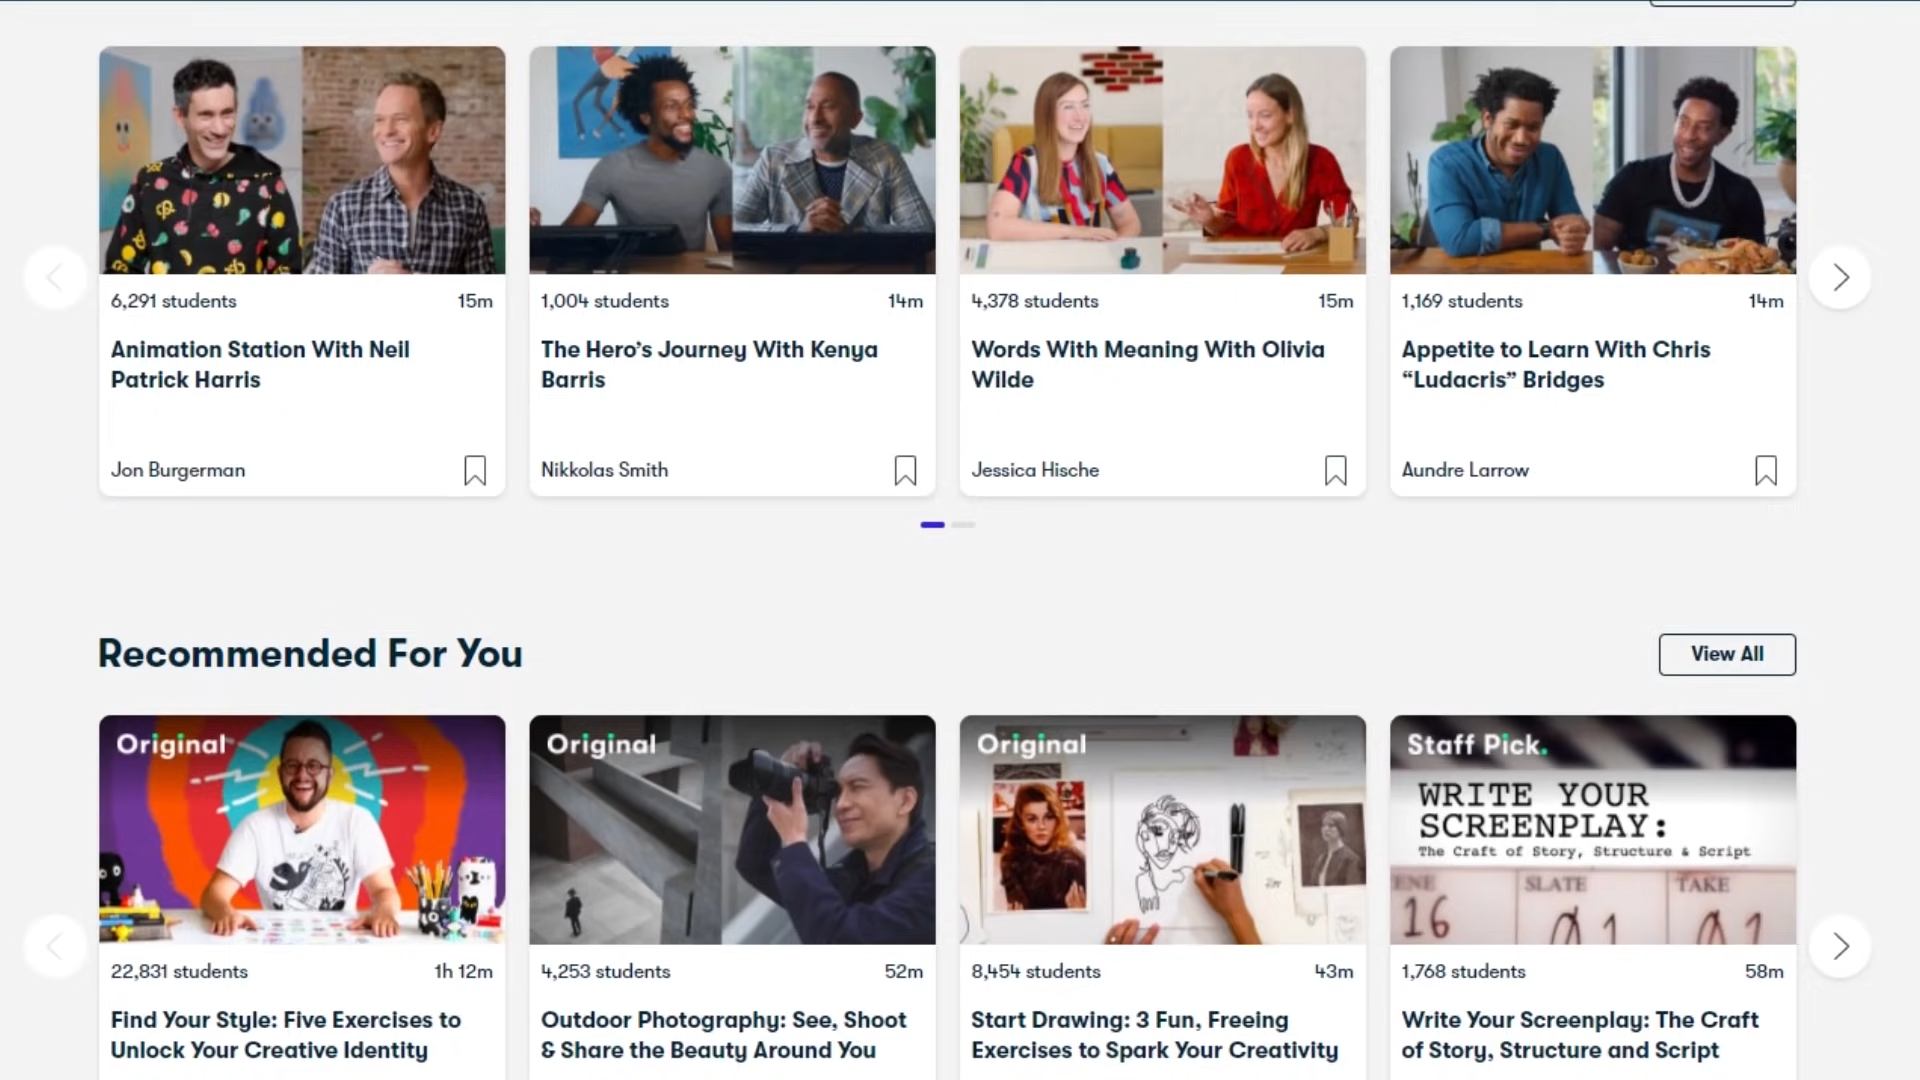 6,291 students 15m
Animation Station With Neil
Patrick Harris
Jon Burgerman
1,004 students 14m
The Hero’s Journey With Kenya
Barris
Nikkolas Smith
4,378 students 15m
Words With Meaning With Olivia
Wilde
Jessica Hische
1,169 students 14m
Appetite to Learn With Chris
“Ludacris” Bridges
Aundre Larrow
Recommended For You
View All
Original
22,831 students 1h 12m
Find Your Style: Five Exercises to
Unlock Your Creative Identity
Original
4,253 students 52m
Outdoor Photography: See, Shoot
& Share the Beauty Around You
Original
8,454 students 43m
Start Drawing: 3 Fun, Freeing
Exercises to Spark Your Creativity
Staff Pick.
WRITE YOUR
SCREENPLAY:
The Craft of Story, Structure & Script
SLATE TAKE
16
1,768 students 58m
Write Your Screenplay: The Craft
of Story, Structure and Script